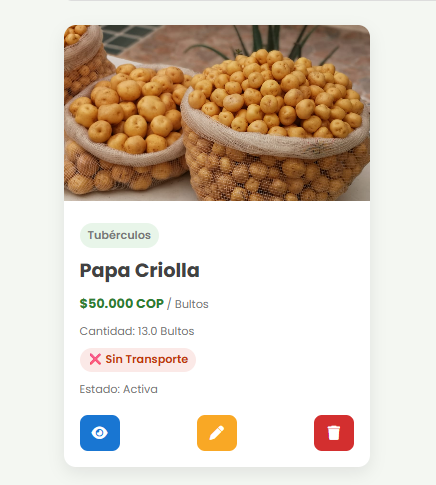 Tubérculos
Papa Criolla
$50.000 COP / Bultos
Cantidad: 13.0 Bultos
❌ Sin Transporte
Estado: Activa